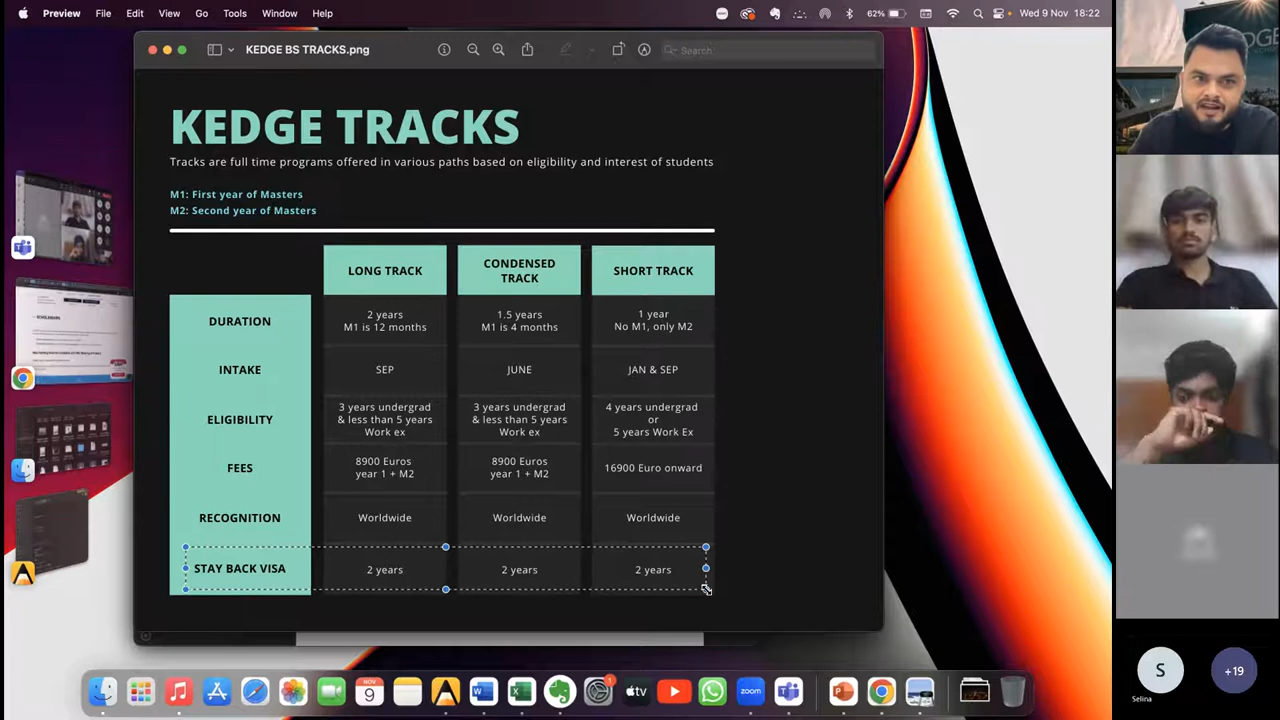 Preview File Edit View Go Tools Window Help
62% Wed 9 Nov 18:22
KEDGE BS TRACKS.png
Search
KEDGE TRACKS
Tracks are full time programs offered in various paths based on eligibility and interest of students
M1: First year of Masters
M2: Second year of Masters
LONG TRACK
CONDENSED
TRACK
SHORT TRACK
DURATION
2 years
M1 is 12 months
1.5 years
M1 is 4 months
1 year
No M1, only M2
INTAKE
SEP
JUNE
JAN & SEP
ELIGIBILITY
3 years undergrad
& less than 5 years
Work ex
3 years undergrad
& less than 5 years
Work ex
4 years undergrad
or
5 years Work Ex
FEES
8900 Euros
year 1 + M2
8900 Euros
year 1 + M2
16900 Euro onward
RECOGNITION
Worldwide
Worldwide
Worldwide
STAY BACK VISA
2 years
2 years
2 years
NOV
9
1
tv
zoom
S
Selina
+19